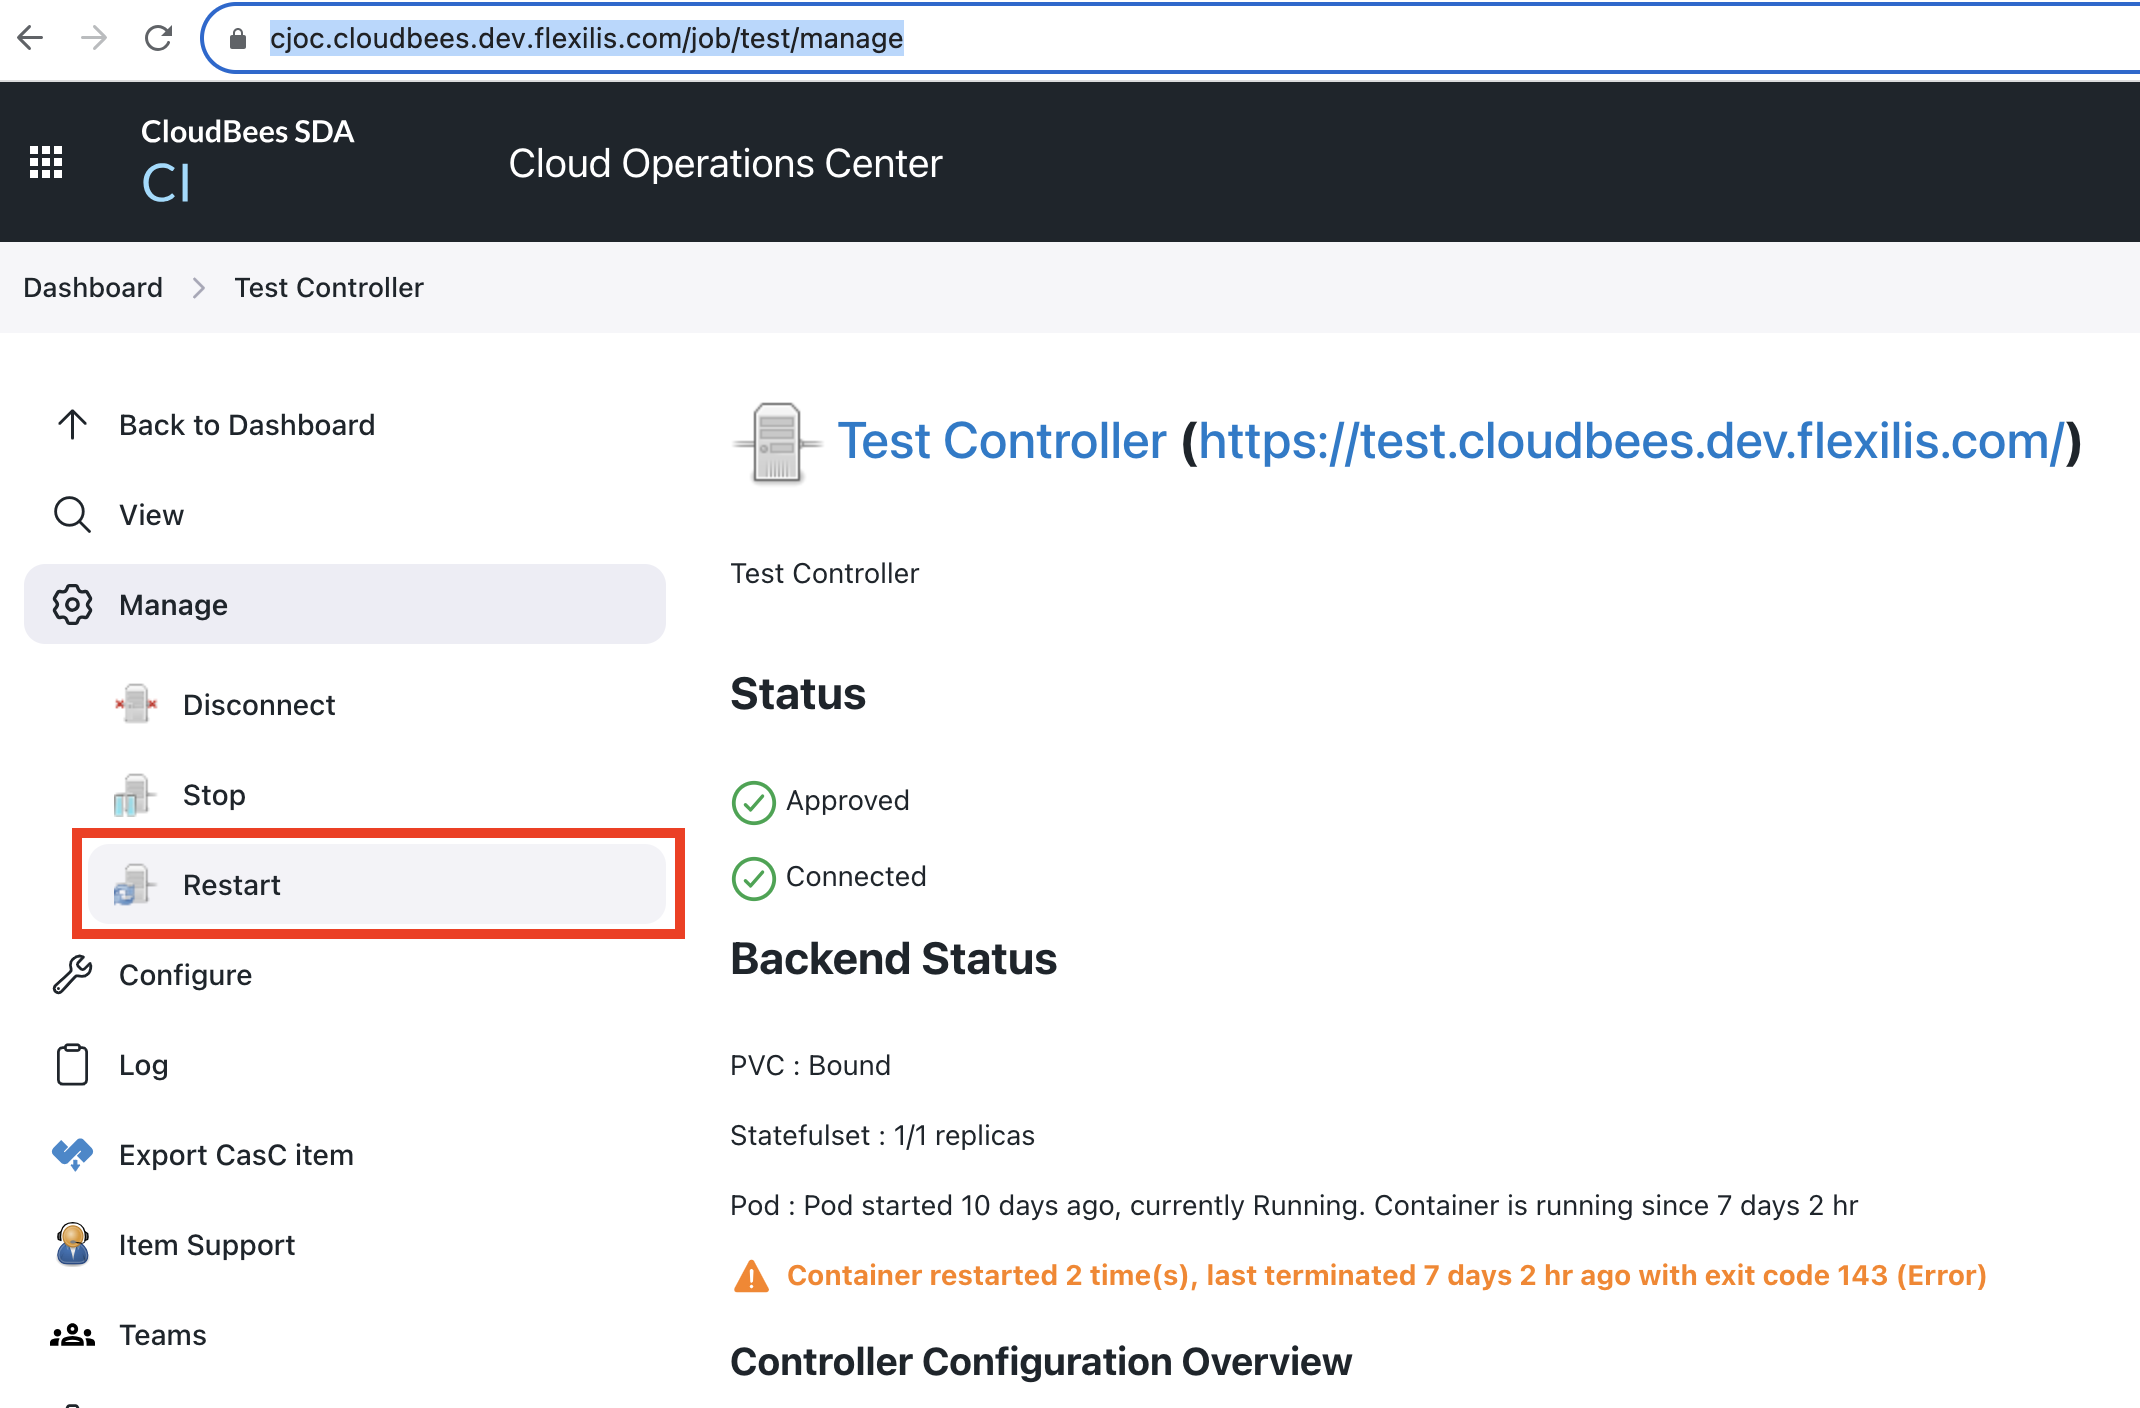 cjoc.cloudbees.dev.flexilis.com/job/test/manage
CloudBees SDA
CI
Cloud Operations Center
Dashboard
Test Controller
Back to Dashboard
View
Manage
Disconnect
Stop
Restart
Configure
Log
Export CasC item
Item Support
Teams
Test Controller (https://test.cloudbees.dev.flexilis.com/)
Test Controller
Status
Approved
Connected
Backend Status
PVC : Bound
Statefulset : 1/1 replicas
Pod : Pod started 10 days ago, currently Running. Container is running since 7 days 2 hr
Container restarted 2 time(s), last terminated 7 days 2 hr ago with exit code 143 (Error)
Controller Configuration Overview